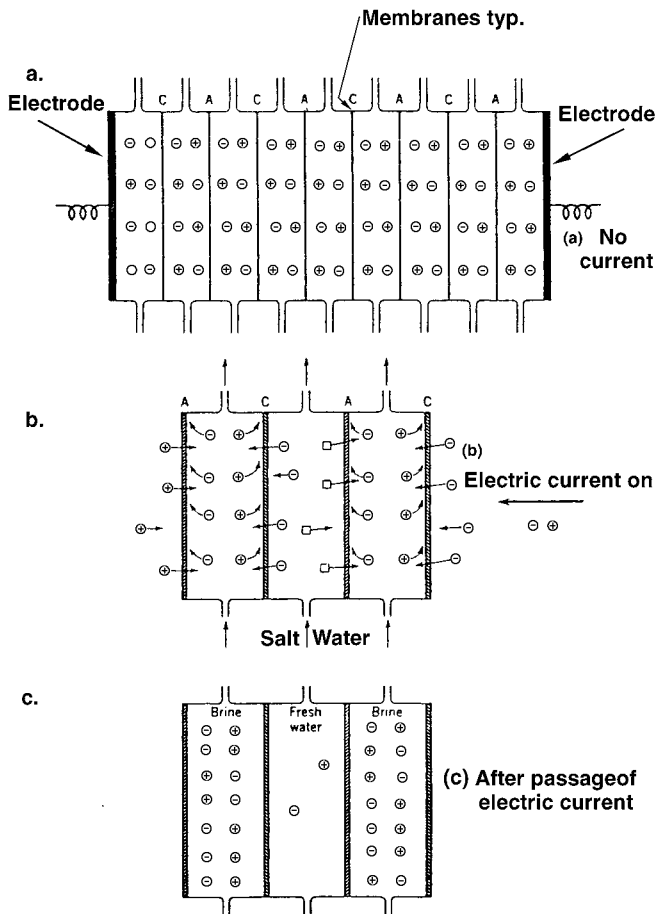 Membranes typ.
a.
C A C A C A C A
Electrode
Electrode
(a) No
current
A C A C
b.
(b)
Electric current on
Salt Water
c.
Brine Fresh Brine
water
(c) After passageof
electric current